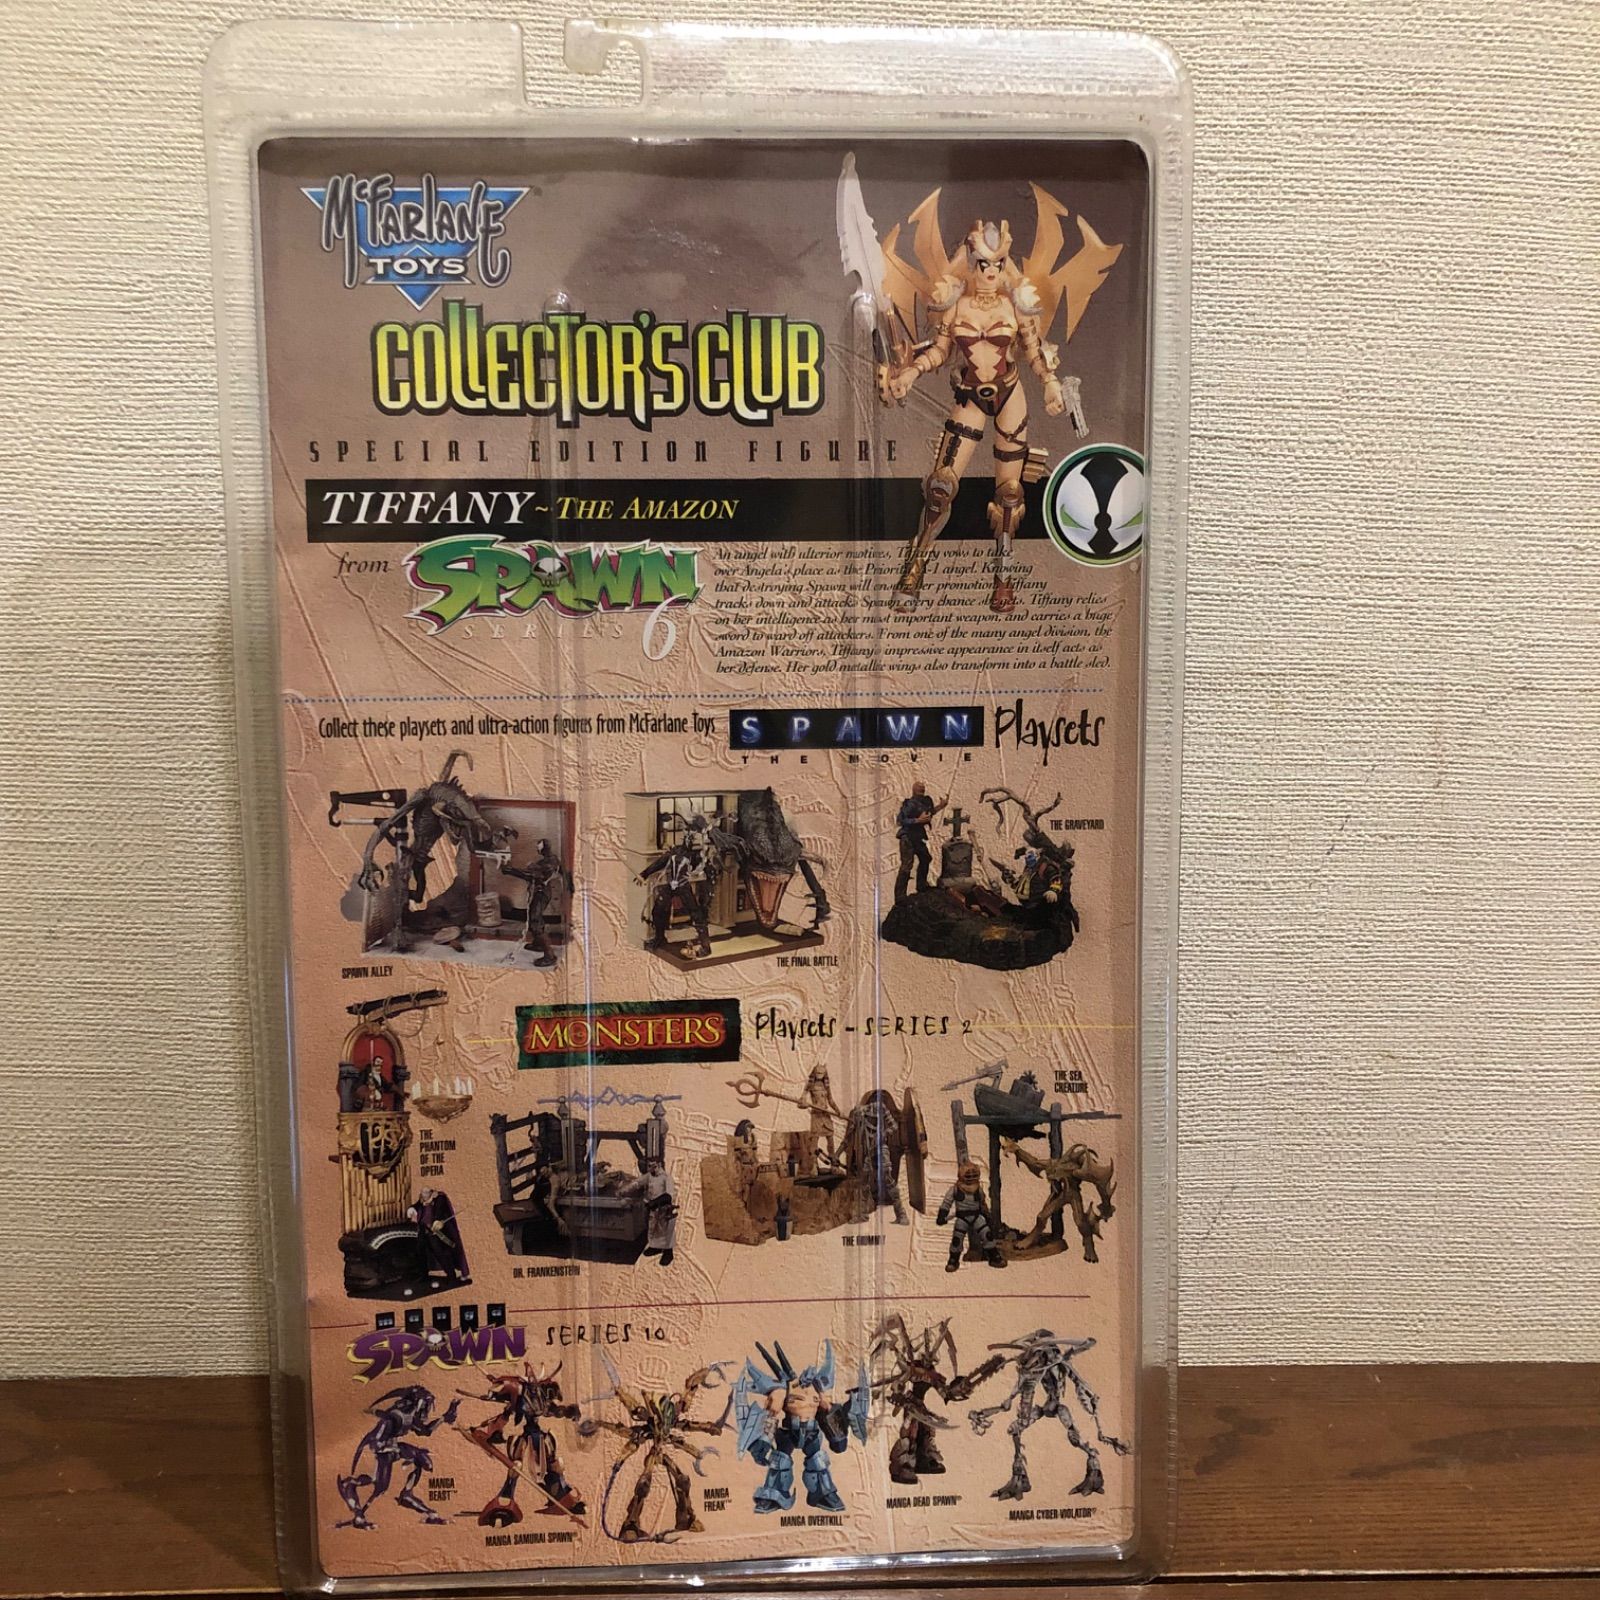 McFARLANE
TOYS
COLLECTOR'S CLUB
SPECIAL EDITION FIGURE
TIFFANY ~ THE AMAZON
from SPAWN
SERIES 6
An angel with ulterior motives, Tiffany vows to take
over Angela's place as the Priority A-1 angel. Knowing
that destroying Spawn will ensure her promotion, Tiffany
tracks down and attacks Spawn every chance she gets. Tiffany relies
on her intelligence as her most important weapon, and carries a huge
sword to ward off attackers. From one of the many angel division, the
Amazon Warriors, Tiffany's impressive appearance in itself acts as
her defense. Her gold metallic wings also transform into a battle sled.
Collect these playsets and ultra-action figures from McFarlane Toys
SPAWN Playsets
THE MOVIE
SPAWN ALLEY
THE FINAL BATTLE
THE GRAVEYARD
MONSTERS Playsets - SERIES 2
THE
PHANTOM
OF THE
OPERA
DR. FRANKENSTEIN
THE MUMMY
THE SEA
CREATURE
MANGA
SPAWN SERIES 10
MANGA
BEAST™
MANGA SAMURAI SPAWN™
MANGA
FREAK™
MANGA OVERTKILL™
MANGA DEAD SPAWN™
MANGA CYBER-VIOLATOR™